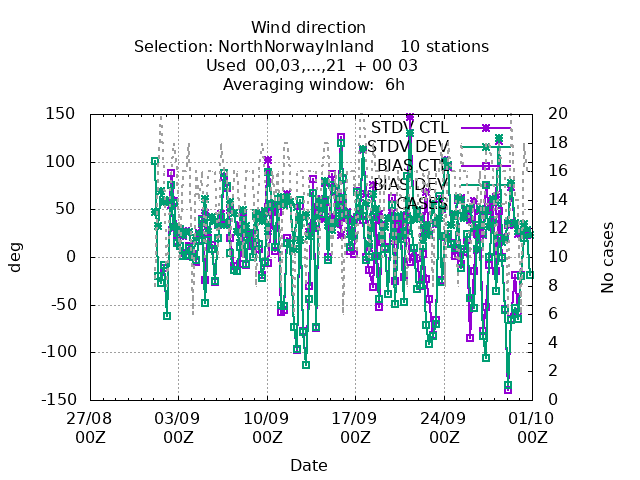 Wind direction
Selection: NorthNorwayInland 10 stations
Used 00,03,...,21 + 00 03
Averaging window: 6h
STDV CTL
STDV DEV
BIAS CTL
BIAS DEV
CASES
150
100
50
0
-50
-100
-150
deg
20
18
16
14
12
10
8
6
4
2
0
No cases
27/08 03/09 10/09 17/09 24/09 01/10
00Z 00Z 00Z 00Z 00Z 00Z
Date